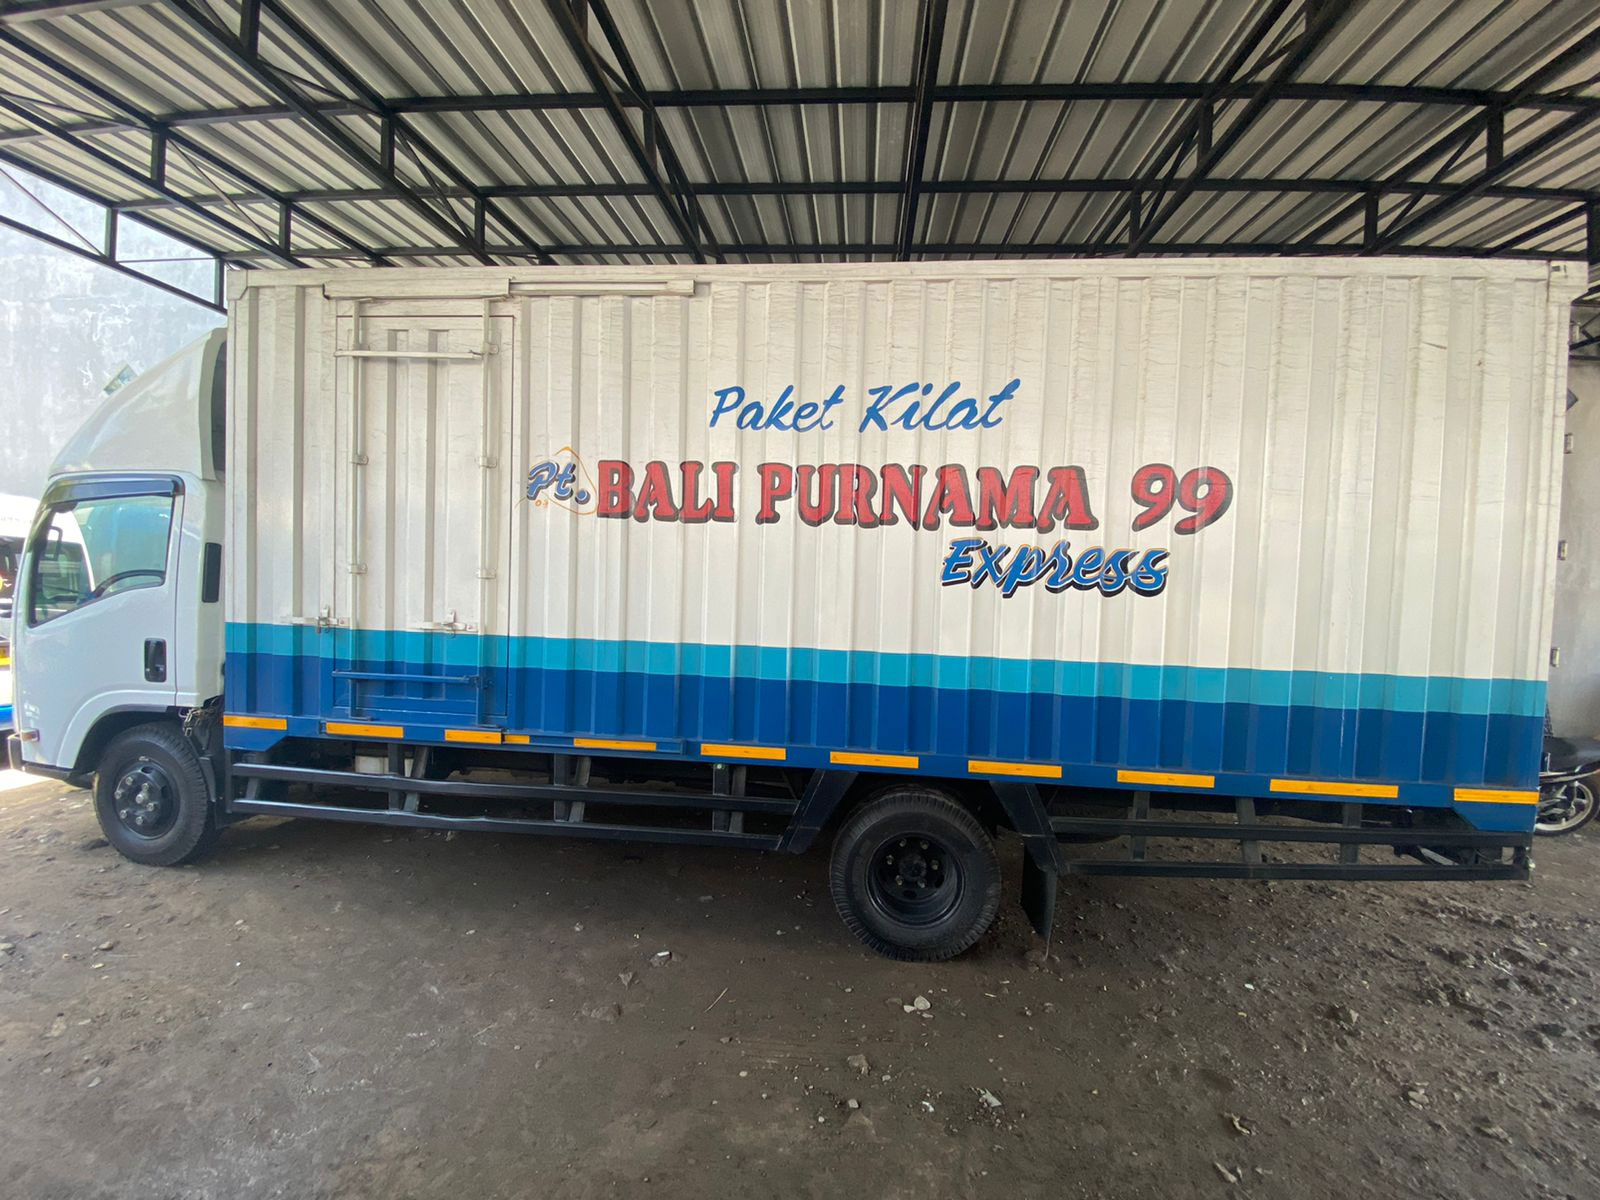 Paket Kilat
Pt. BALI PURNAMA 99
Express